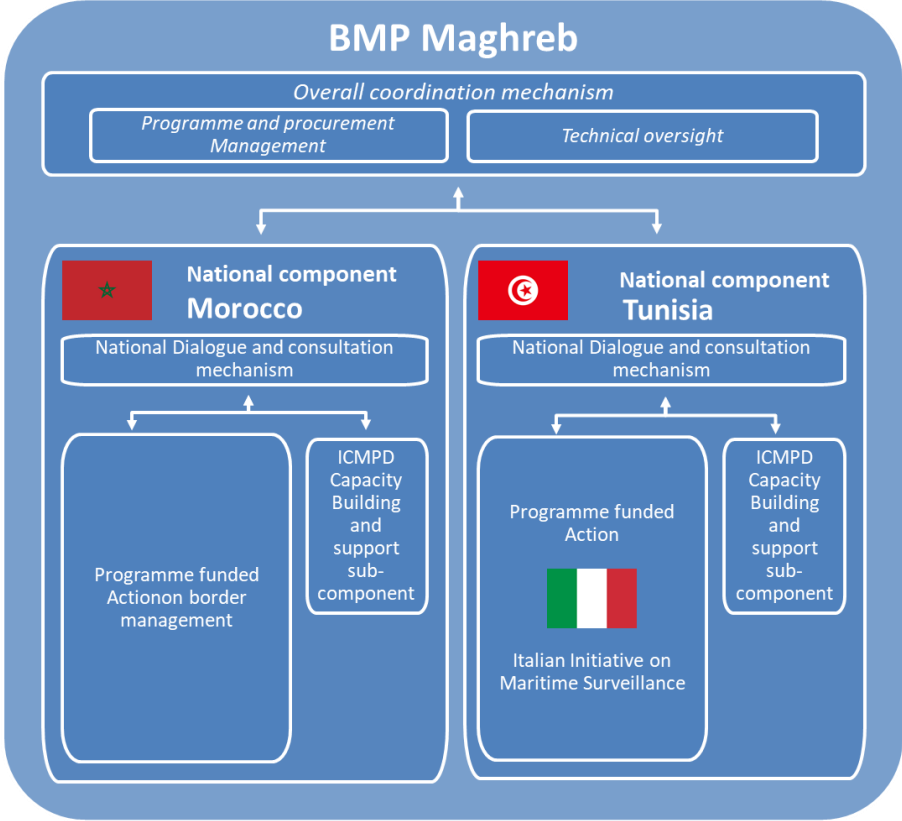 BMP Maghreb
Overall coordination mechanism
Programme and procurement
Management
Technical oversight
National component
Morocco
National Dialogue and consultation
mechanism
Programme funded
Actionon border
management
ICMPD
Capacity
Building
and
support
sub-
component
National component
Tunisia
National Dialogue and consultation
mechanism
Programme funded
Action
Italian Initiative on
Maritime Surveillance
ICMPD
Capacity
Building
and
support
sub-
component